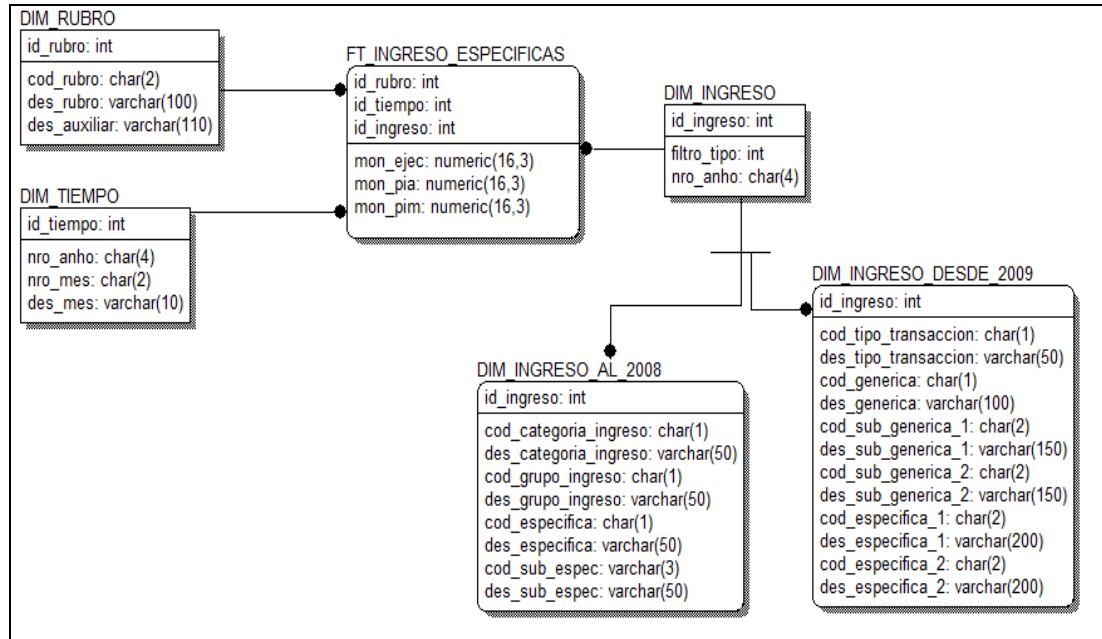 DIM_RUBRO
id_rubro: int
cod_rubro: char(2)
des_rubro: varchar(100)
des_auxiliar: varchar(110)
DIM_TIEMPO
id_tiempo: int
nro_anho: char(4)
nro_mes: char(2)
des_mes: varchar(10)
FT_INGRESO_ESPECIFICAS
id_rubro: int
id_tiempo: int
id_ingreso: int
mon_ejec: numeric(16,3)
mon_pia: numeric(16,3)
mon_pim: numeric(16,3)
DIM_INGRESO
id_ingreso: int
filtro_tipo: int
nro_anho: char(4)
DIM_INGRESO_AL_2008
id_ingreso: int
cod_categoria_ingreso: char(1)
des_categoria_ingreso: varchar(50)
cod_grupo_ingreso: char(1)
des_grupo_ingreso: varchar(50)
cod_especifica: char(1)
des_especifica: varchar(50)
cod_sub_espec: varchar(3)
des_sub_espec: varchar(50)
DIM_INGRESO_DESDE_2009
id_ingreso: int
cod_tipo_transaccion: char(1)
des_tipo_transaccion: varchar(50)
cod_generica: char(1)
des_generica: varchar(100)
cod_sub_generica_1: char(2)
des_sub_generica_1: varchar(150)
cod_sub_generica_2: char(2)
des_sub_generica_2: varchar(150)
cod_especifica_1: char(2)
des_especifica_1: varchar(200)
cod_especifica_2: char(2)
des_especifica_2: varchar(200)